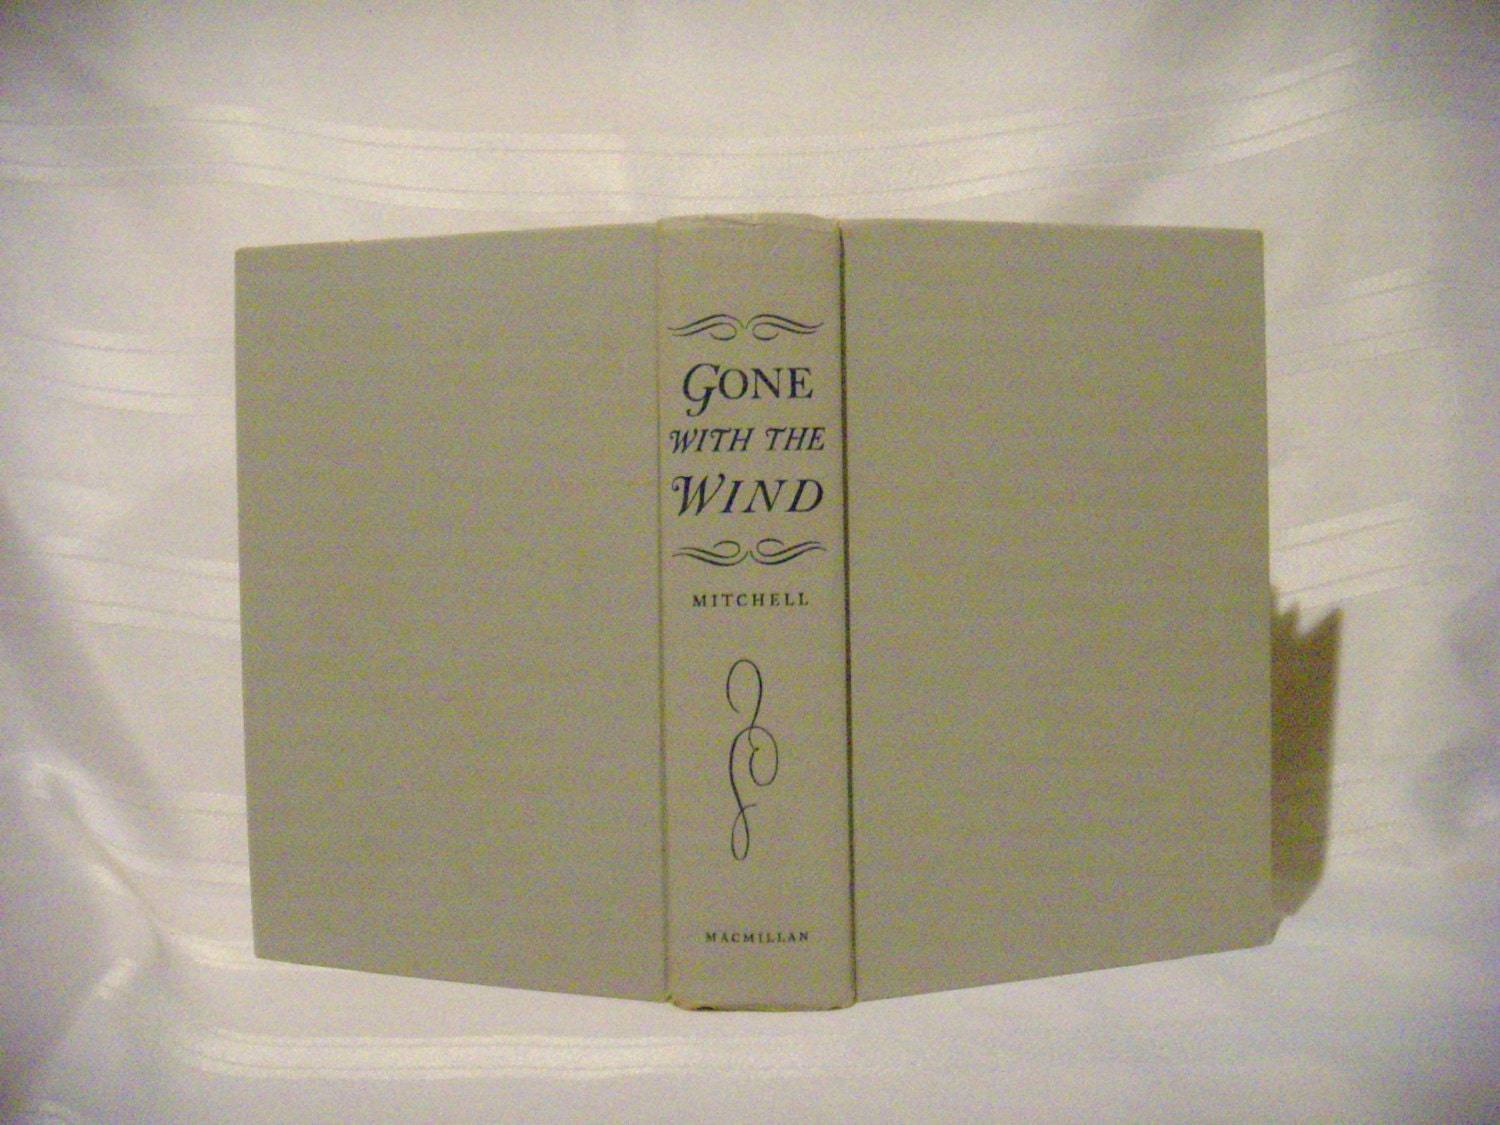 GONE
WITH THE
WIND
MITCHELL
MACMILLAN